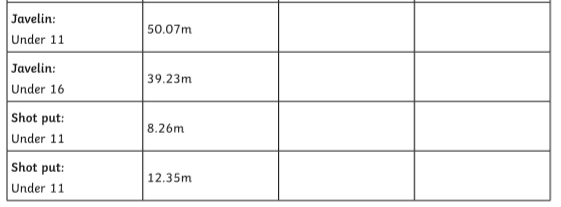 Javelin:
Under 11
50.07m
Javelin:
Under 16
39.23m
Shot put:
Under 11
8.26m
Shot put:
Under 11
12.35m